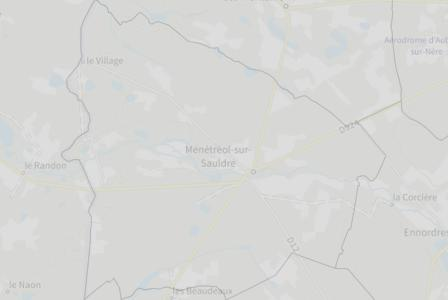 Aérodrome d'Aub
sur-Nère
le Village
D924
Ménétréol-sur-
Sauldre
le Randon
la Corcière
Ennordres
D12
le Naon
les Beaudeaux